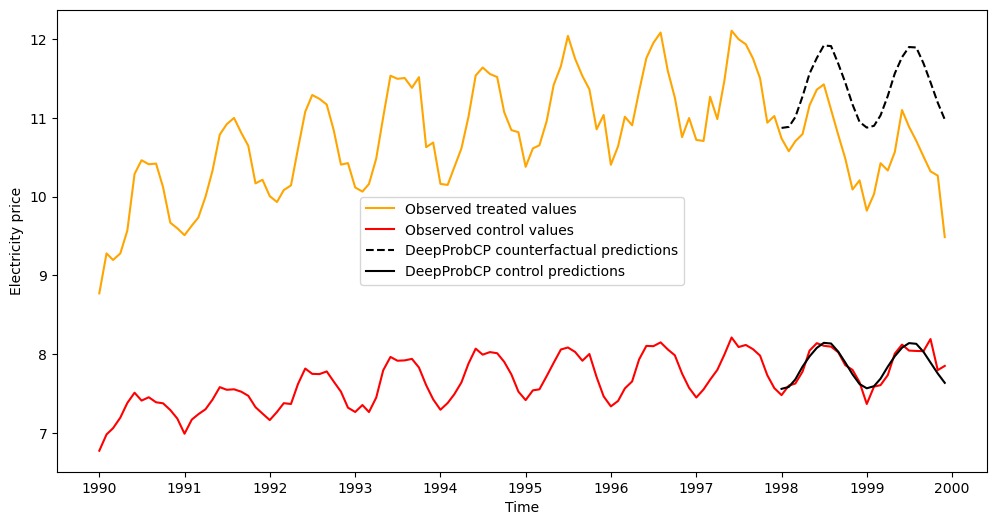 12
11
10
9
8
7
Electricity price
Observed treated values
Observed control values
DeepProbCP counterfactual predictions
DeepProbCP control predictions
1990 1991 1992 1993 1994 1995 1996 1997 1998 1999 2000
Time